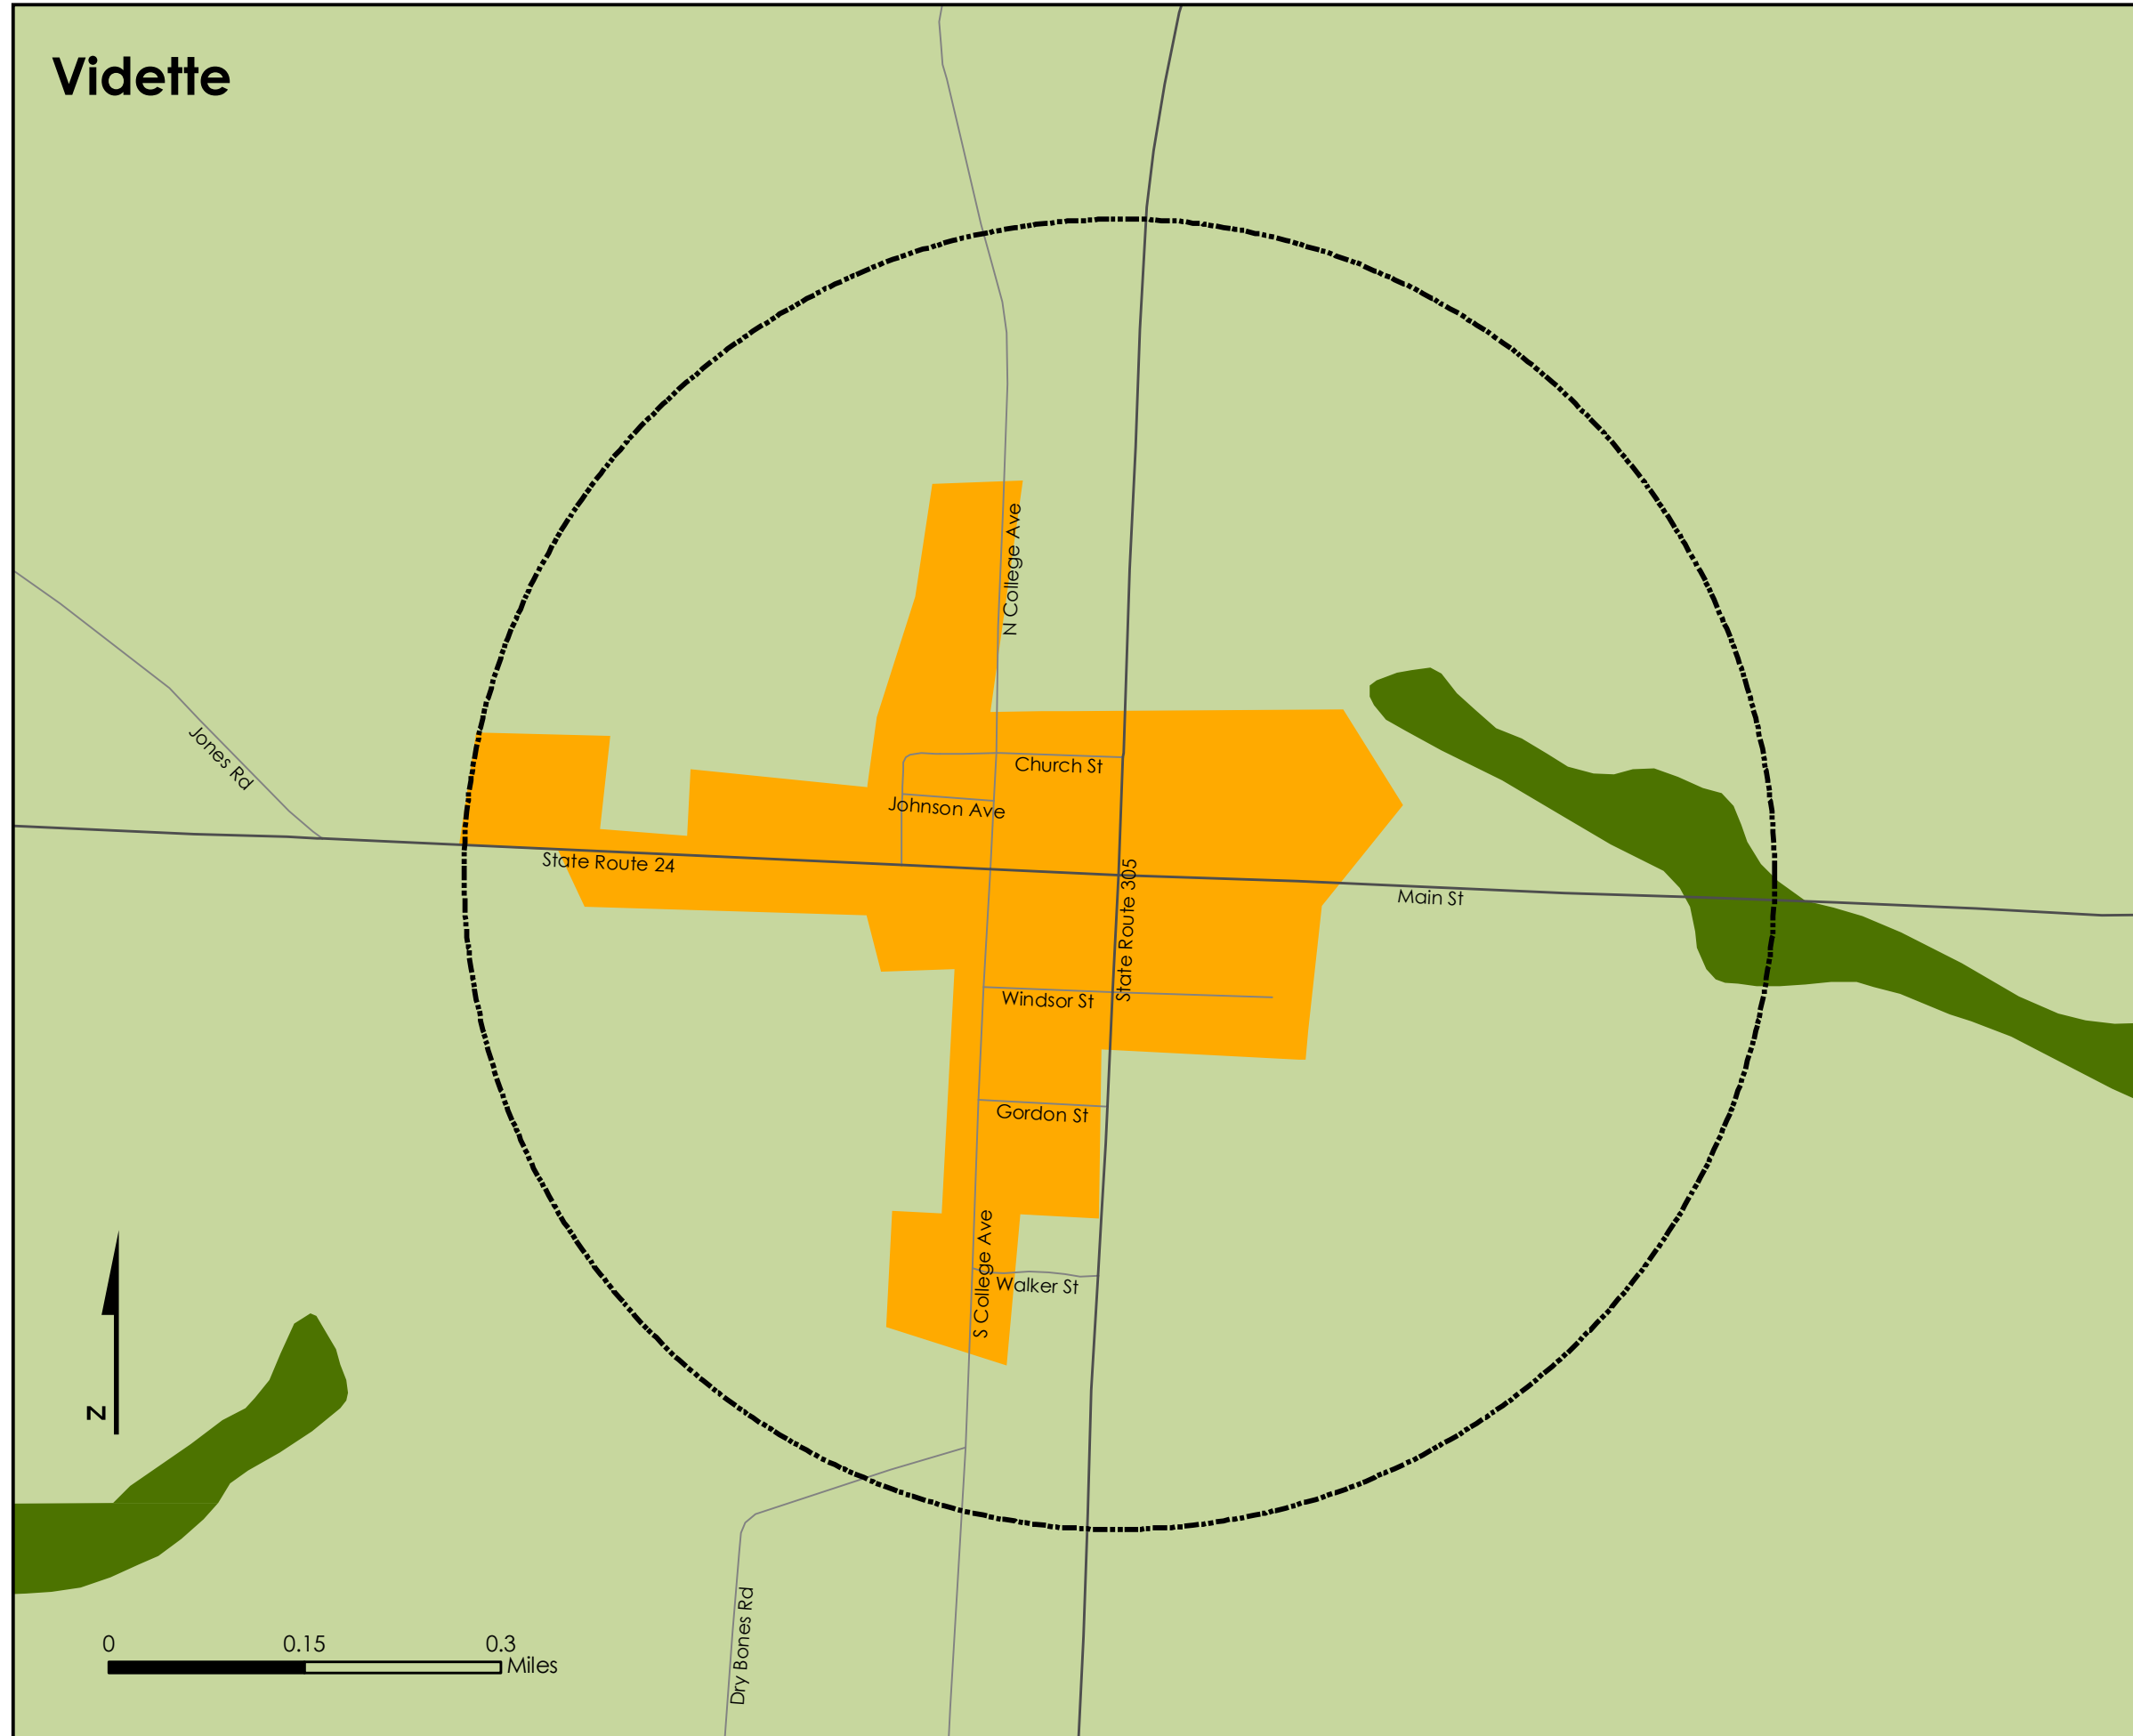 Vidette
N College Ave
Jones Rd
Church St
Johnson Ave
State Route 24
State Route 305
Main St
Windsor St
Gordon St
S College Ave
Walker St
N
Dry Bones Rd
0 0.15 0.3
Miles